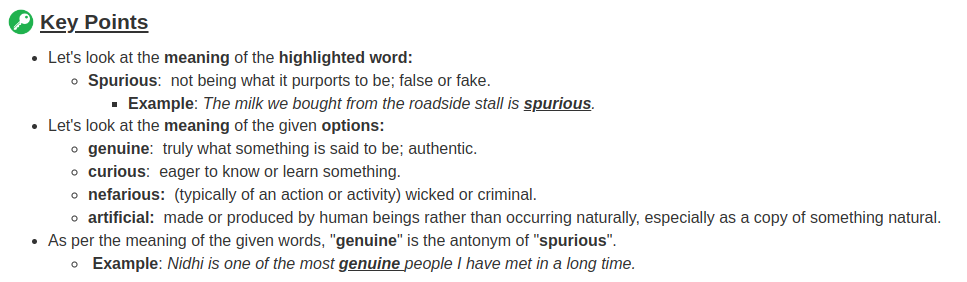 Key Points
Let's look at the meaning of the highlighted word:
Spurious:  not being what it purports to be; false or fake.
Example: The milk we bought from the roadside stall is spurious.
Let's look at the meaning of the given options:
genuine:  truly what something is said to be; authentic.
curious:  eager to know or learn something.
nefarious:  (typically of an action or activity) wicked or criminal.
artificial:  made or produced by human beings rather than occurring naturally, especially as a copy of something natural.
As per the meaning of the given words, "genuine" is the antonym of "spurious".
Example: Nidhi is one of the most genuine people I have met in a long time.